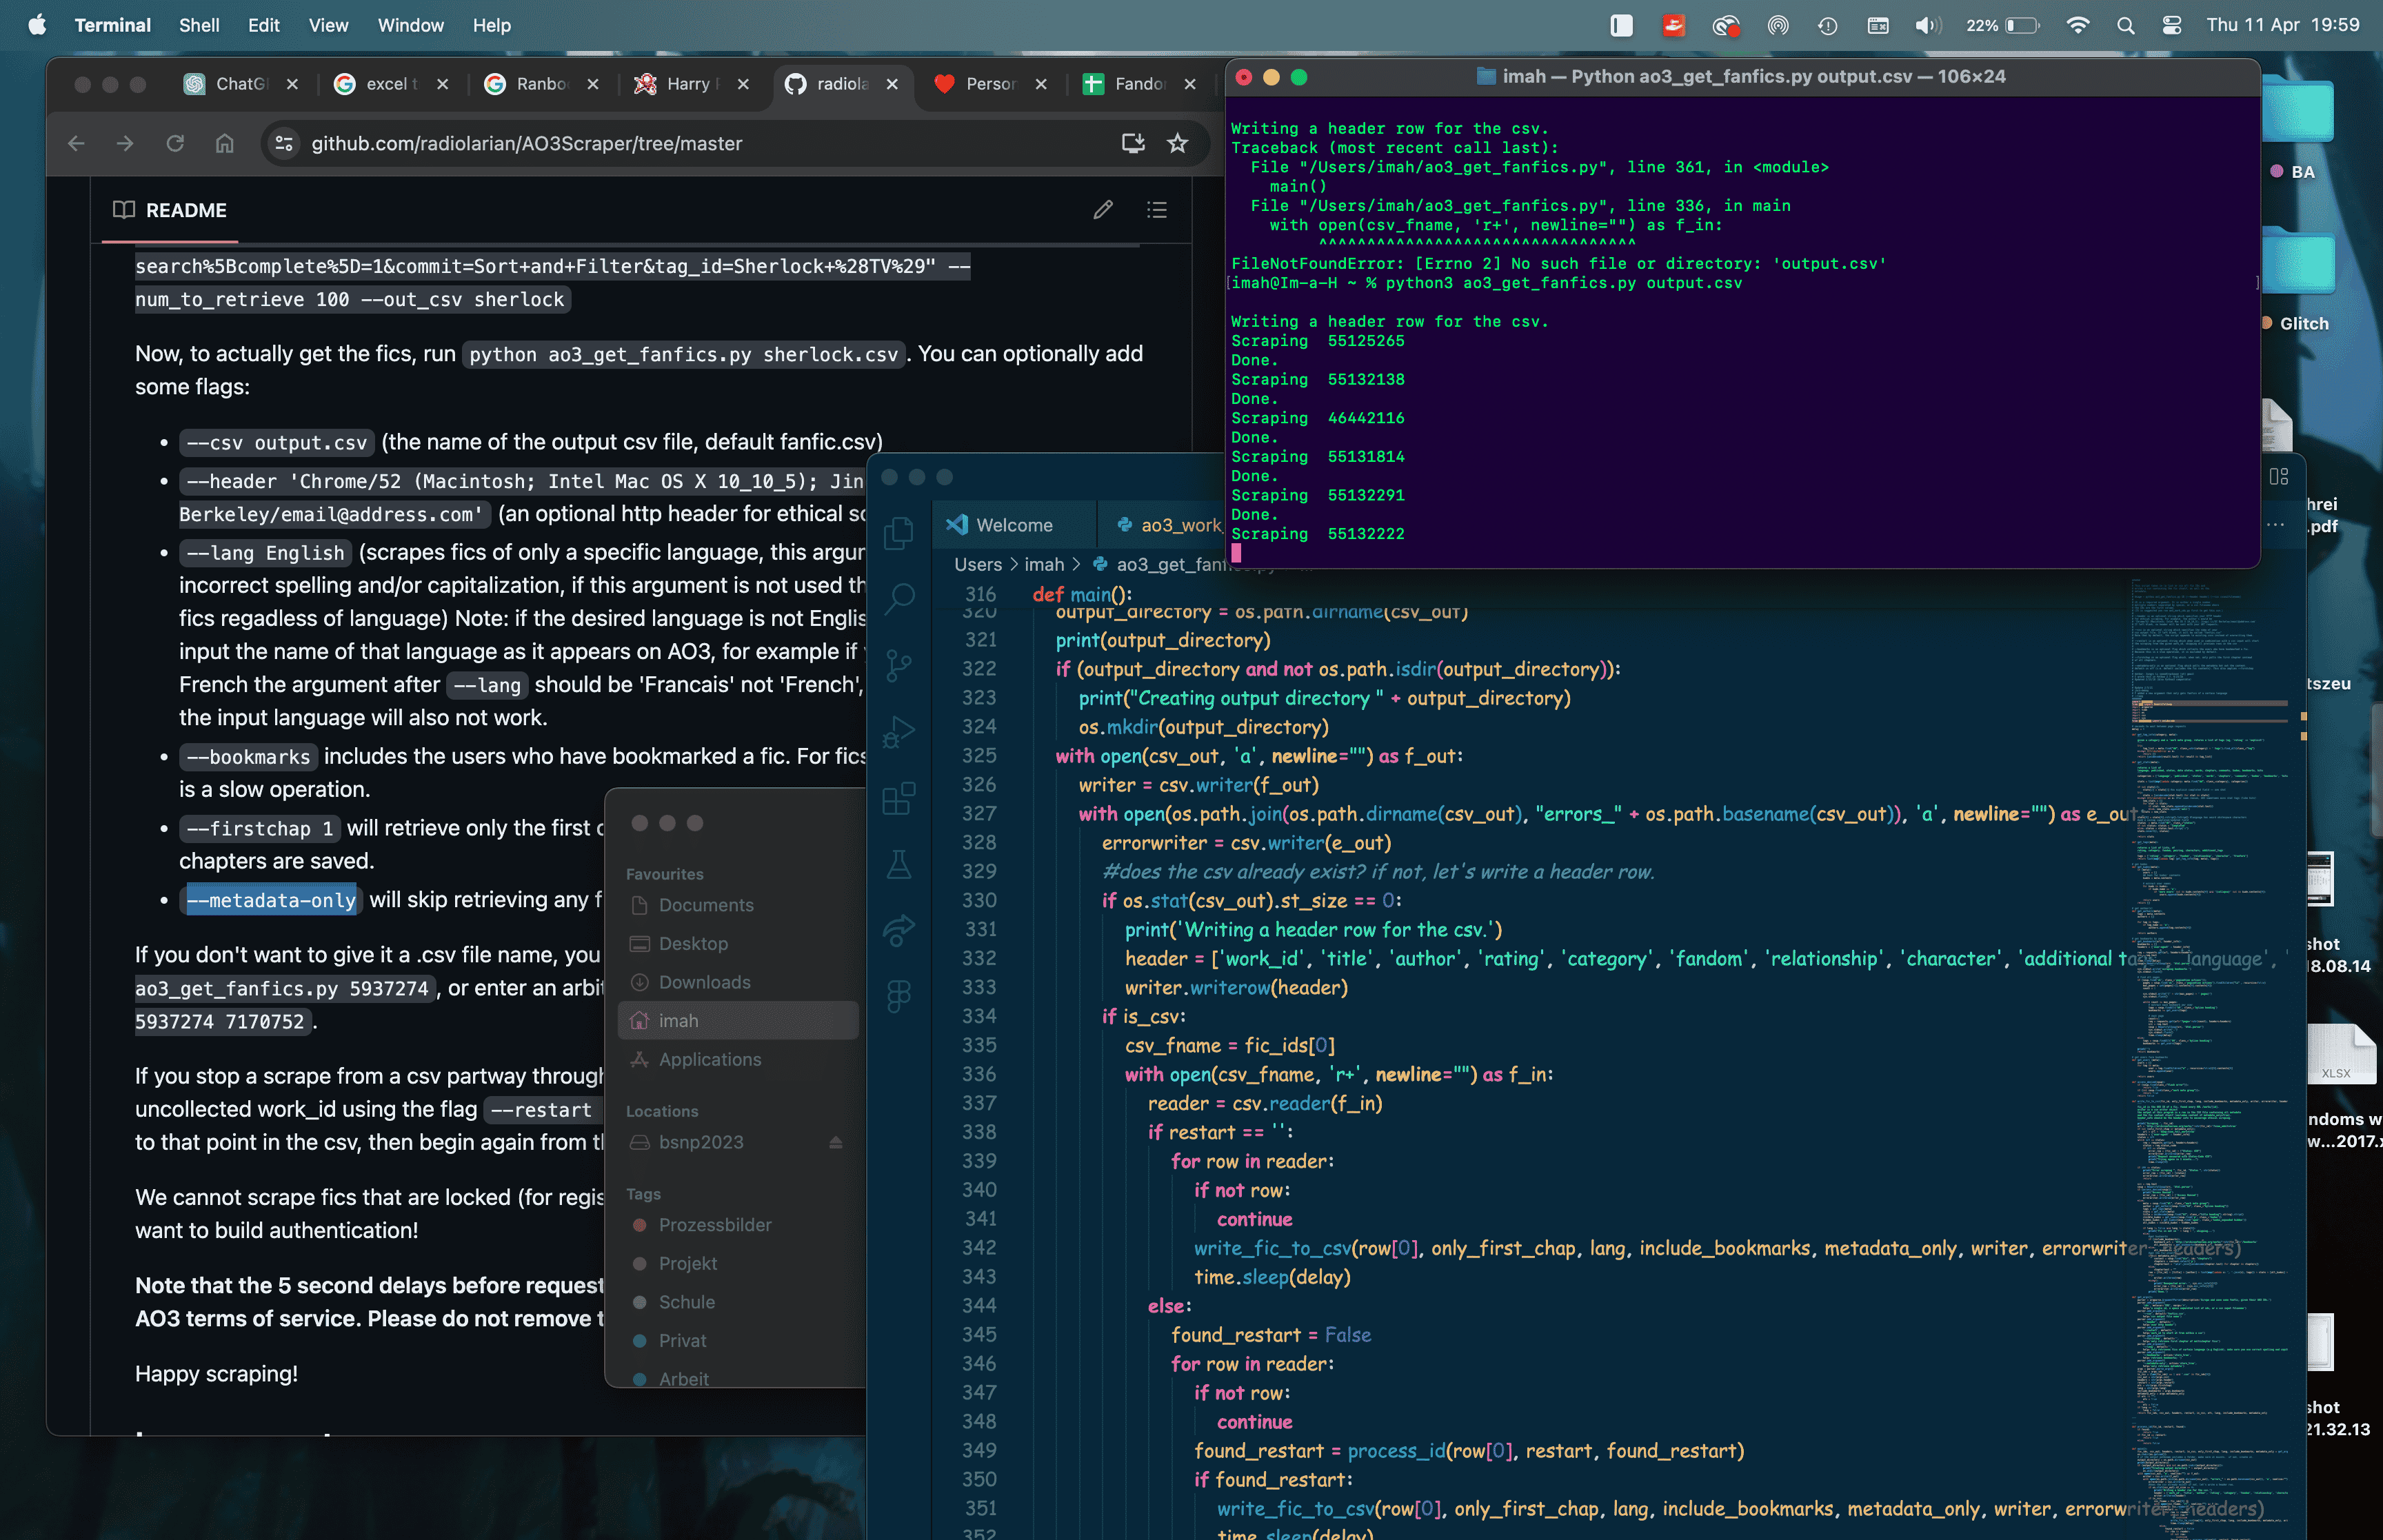 Terminal Shell Edit View Window Help
22% Thu 11 Apr 19:59
ChatG excel t Ranbo Harry radiola Person Fando
github.com/radiolarian/AO3Scraper/tree/master
README
search%5Bcomplete%5D=1&commit=Sort+and+Filter&tag_id=Sherlock+%28TV%29" --
num_to_retrieve 100 --out_csv sherlock
Now, to actually get the fics, run python ao3_get_fanfics.py sherlock.csv. You can optionally add
some flags:
• --csv output.csv (the name of the output csv file, default fanfic.csv)
• --header 'Chrome/52 (Macintosh; Intel Mac OS X 10_10_5); Jin
Berkeley/email@address.com' (an optional http header for ethical s
• --lang English (scrapes fics of only a specific language, this argu
incorrect spelling and/or capitalization, if this argument is not used th
fics regadless of language) Note: if the desired language is not Englis
input the name of that language as it appears on AO3, for example if
French the argument after --lang should be 'Francais' not 'French',
the input language will also not work.
• --bookmarks includes the users who have bookmarked a fic. For fics
is a slow operation.
• --firstchap 1 will retrieve only the first
chapters are saved.
• --metadata-only will skip retrieving any f
If you don't want to give it a .csv file name, you
ao3_get_fanfics.py 5937274, or enter an arbit
5937274 7170752.
If you stop a scrape from a csv partway through
uncollected work_id using the flag --restart
to that point in the csv, then begin again from th
We cannot scrape fics that are locked (for regis
want to build authentication!
Note that the 5 second delays before request
AO3 terms of service. Please do not remove t
Happy scraping!
imah — Python ao3_get_fanfics.py output.csv — 106×24
Writing a header row for the csv.
Traceback (most recent call last):
File "/Users/imah/ao3_get_fanfics.py", line 361, in <module>
main()
File "/Users/imah/ao3_get_fanfics.py", line 336, in main
with open(csv_fname, 'r+', newline="") as f_in:
^^^^^^^^^^^^^^^^^^^^^^^^^^^^^^^^^
FileNotFoundError: [Errno 2] No such file or directory: 'output.csv'
[imah@Im-a-H ~ % python3 ao3_get_fanfics.py output.csv ]
Writing a header row for the csv.
Scraping 55125265
Done.
Scraping 55132138
Done.
Scraping 46442116
Done.
Scraping 55131814
Done.
Scraping 55132291
Done.
Scraping 55132222
Favourites
Documents
Desktop
Downloads
imah
Applications
Locations
bsnp2023
Tags
Prozessbilder
Projekt
Schule
Privat
Arbeit
Welcome ao3_work_
Users > imah > ao3_get_fanfics.py
316 def main():
320 output_directory = os.path.dirname(csv_out)
321 print(output_directory)
322 if (output_directory and not os.path.isdir(output_directory)):
323 print("Creating output directory " + output_directory)
324 os.mkdir(output_directory)
325 with open(csv_out, 'a', newline="") as f_out:
326 writer = csv.writer(f_out)
327 with open(os.path.join(os.path.dirname(csv_out), "errors_" + os.path.basename(csv_out)), 'a', newline="") as e_out:
328 errorwriter = csv.writer(e_out)
329 #does the csv already exist? if not, let's write a header row.
330 if os.stat(csv_out).st_size == 0:
331 print('Writing a header row for the csv.')
332 header = ['work_id', 'title', 'author', 'rating', 'category', 'fandom', 'relationship', 'character', 'additional language',
333 writer.writerow(header)
334 if is_csv:
335 csv_fname = fic_ids[0]
336 with open(csv_fname, 'r+', newline="") as f_in:
337 reader = csv.reader(f_in)
338 if restart == '':
339 for row in reader:
340 if not row:
341 continue
342 write_fic_to_csv(row[0], only_first_chap, lang, include_bookmarks, metadata_only, writer, errorwriter, headers)
343 time.sleep(delay)
344 else:
345 found_restart = False
346 for row in reader:
347 if not row:
348 continue
349 found_restart = process_id(row[0], restart, found_restart)
350 if found_restart:
351 write_fic_to_csv(row[0], only_first_chap, lang, include_bookmarks, metadata_only, writer, errorwriter, headers)
352 time.sleep(delay)
BA
Glitch
hrei
.pdf
tszeu
shot
18.08.14
XLSX
ndoms w
w...2017.x
shot
21.32.13